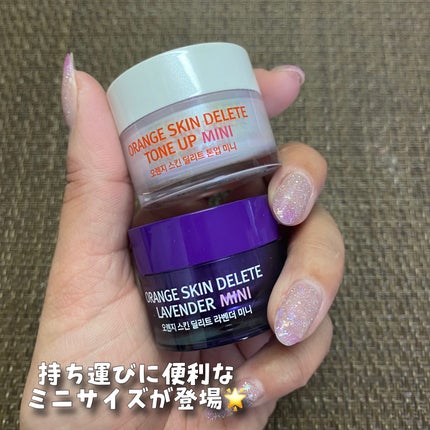 ORANGE SKIN DELETE
TONE UP MINI
오렌지 스킨 딜리트 톤업 미니
ORANGE SKIN DELETE
LAVENDER MINI
오렌지 스킨 딜리트 라벤더 미니
持ち運びに便利な
ミニサイズが登場🌟